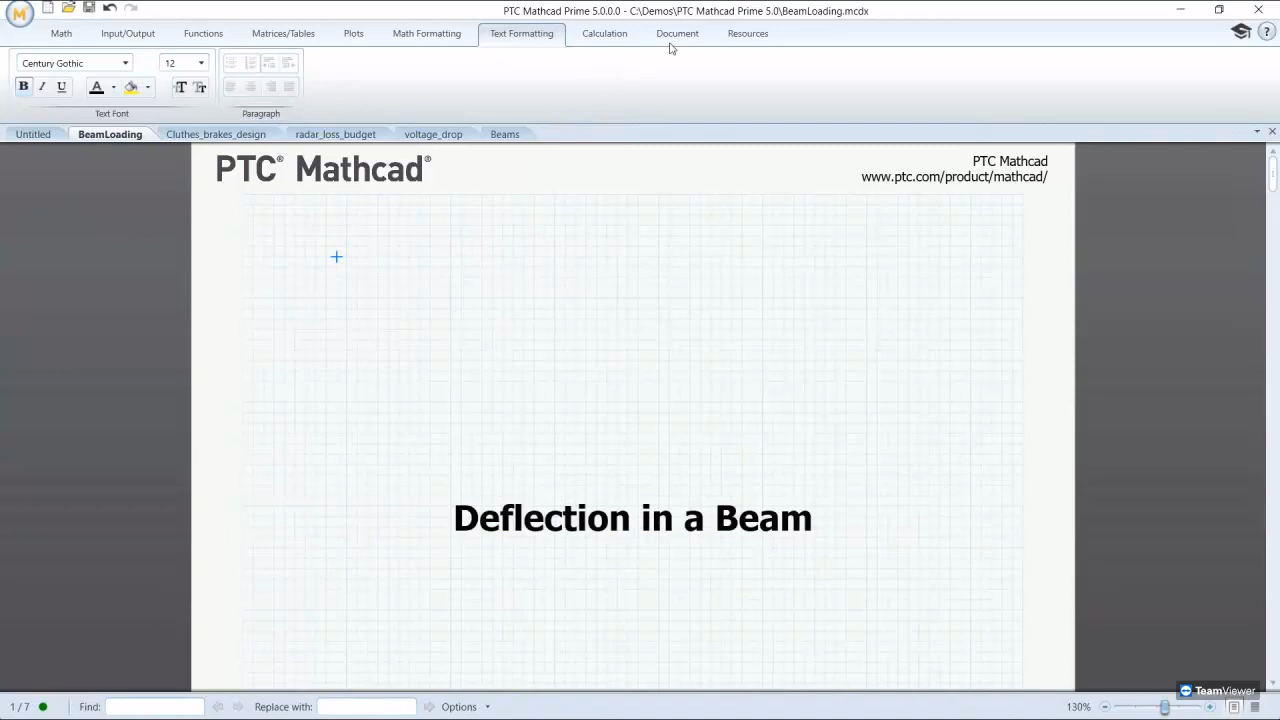 PTC Mathcad Prime 5.0.0.0 - C:\Demos\PTC Mathcad Prime 5.0\BeamLoading.mcdx
Math Input/Output Functions Matrices/Tables Plots Math Formatting Text Formatting Calculation Document Resources
Century Gothic 12
B I U A
Text Font Paragraph
Untitled BeamLoading Cluthes_brakes_design radar_loss_budget voltage_drop Beams
PTC® Mathcad®
PTC Mathcad
www.ptc.com/product/mathcad/
Deflection in a Beam
TeamViewer
1 / 7 Find: Replace with: Options 130%